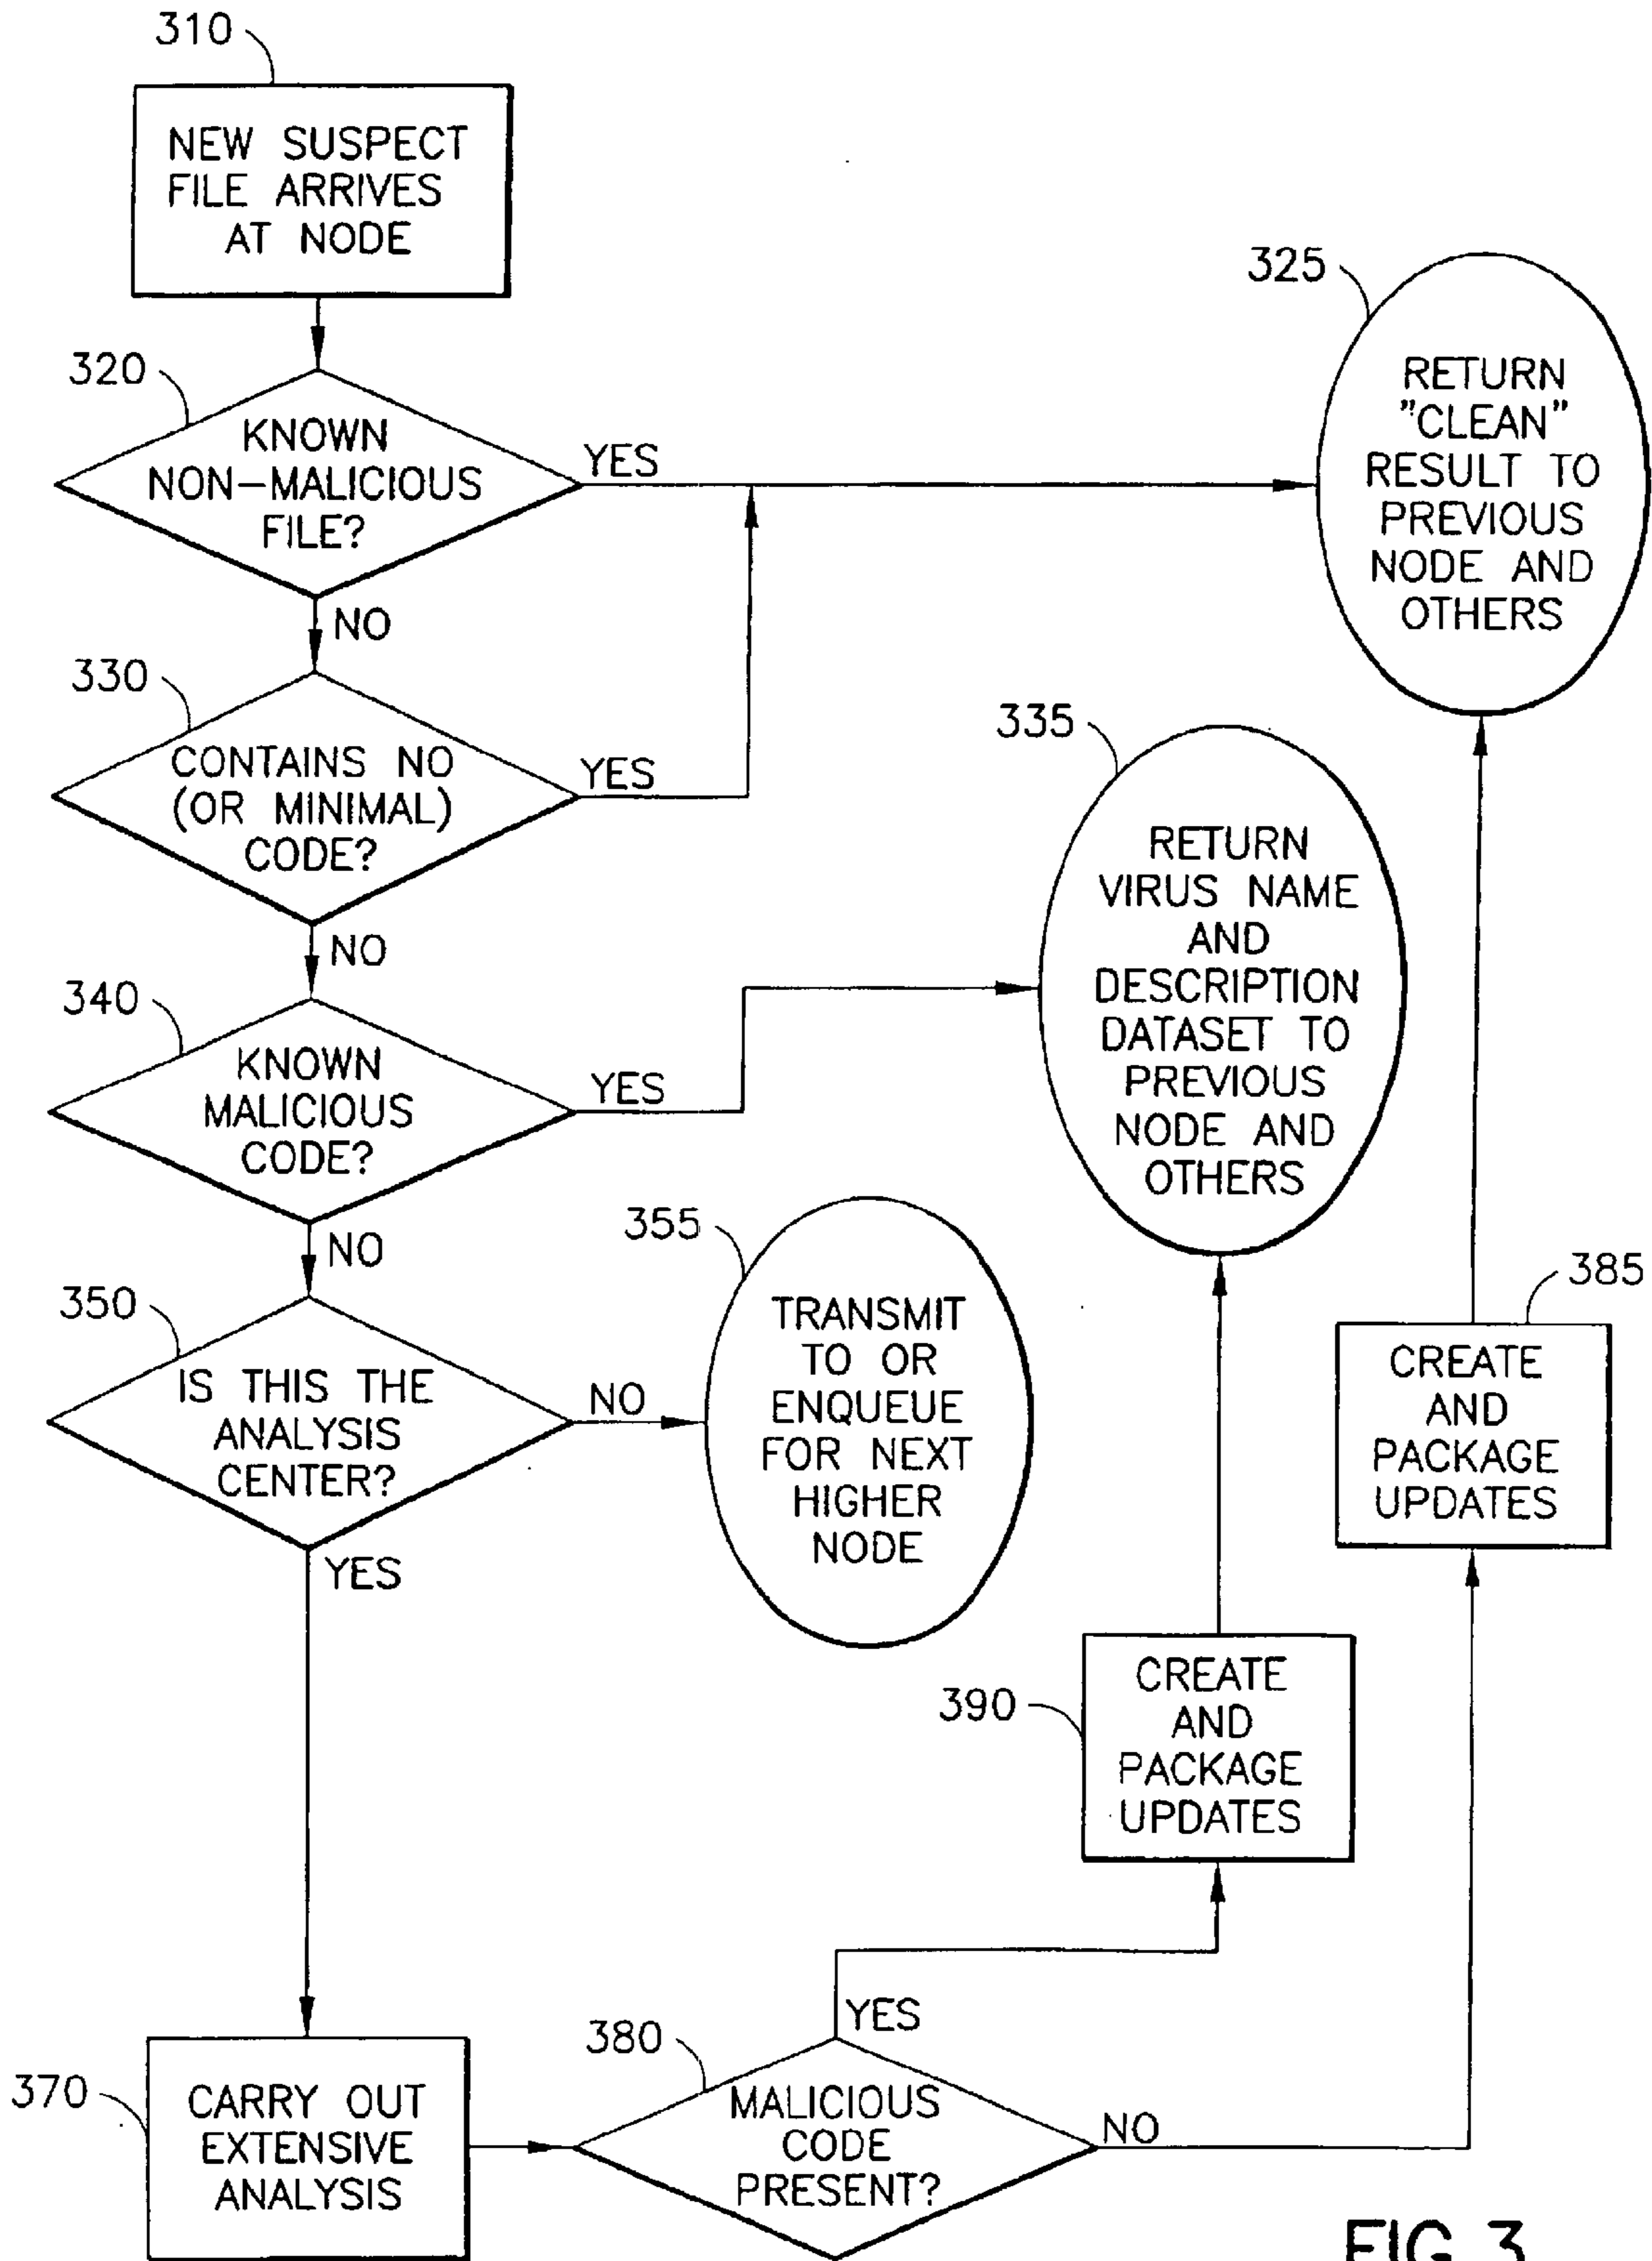 310
NEW SUSPECT
FILE ARRIVES
AT NODE
320
KNOWN
NON-MALICIOUS
FILE?
YES
NO
325
RETURN
"CLEAN"
RESULT TO
PREVIOUS
NODE AND
OTHERS
330
CONTAINS NO
(OR MINIMAL)
CODE?
YES
NO
335
RETURN
VIRUS NAME
AND
DESCRIPTION
DATASET TO
PREVIOUS
NODE AND
OTHERS
340
KNOWN
MALICIOUS
CODE?
YES
NO
350
IS THIS THE
ANALYSIS
CENTER?
NO
YES
355
TRANSMIT
TO OR
ENQUEUE
FOR NEXT
HIGHER
NODE
385
CREATE
AND
PACKAGE
UPDATES
390
CREATE
AND
PACKAGE
UPDATES
370
CARRY OUT
EXTENSIVE
ANALYSIS
380
MALICIOUS
CODE
PRESENT?
YES
NO
FIG. 3